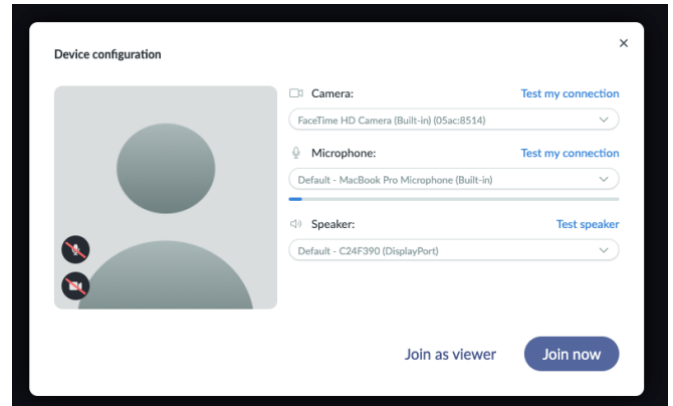 Device configuration
Camera:
Test my connection
FaceTime HD Camera (Built-in) (05ac:8514)
Microphone:
Test my connection
Default - MacBook Pro Microphone (Built-in)
Speaker:
Test speaker
Default - C24F390 (DisplayPort)
Join as viewer
Join now